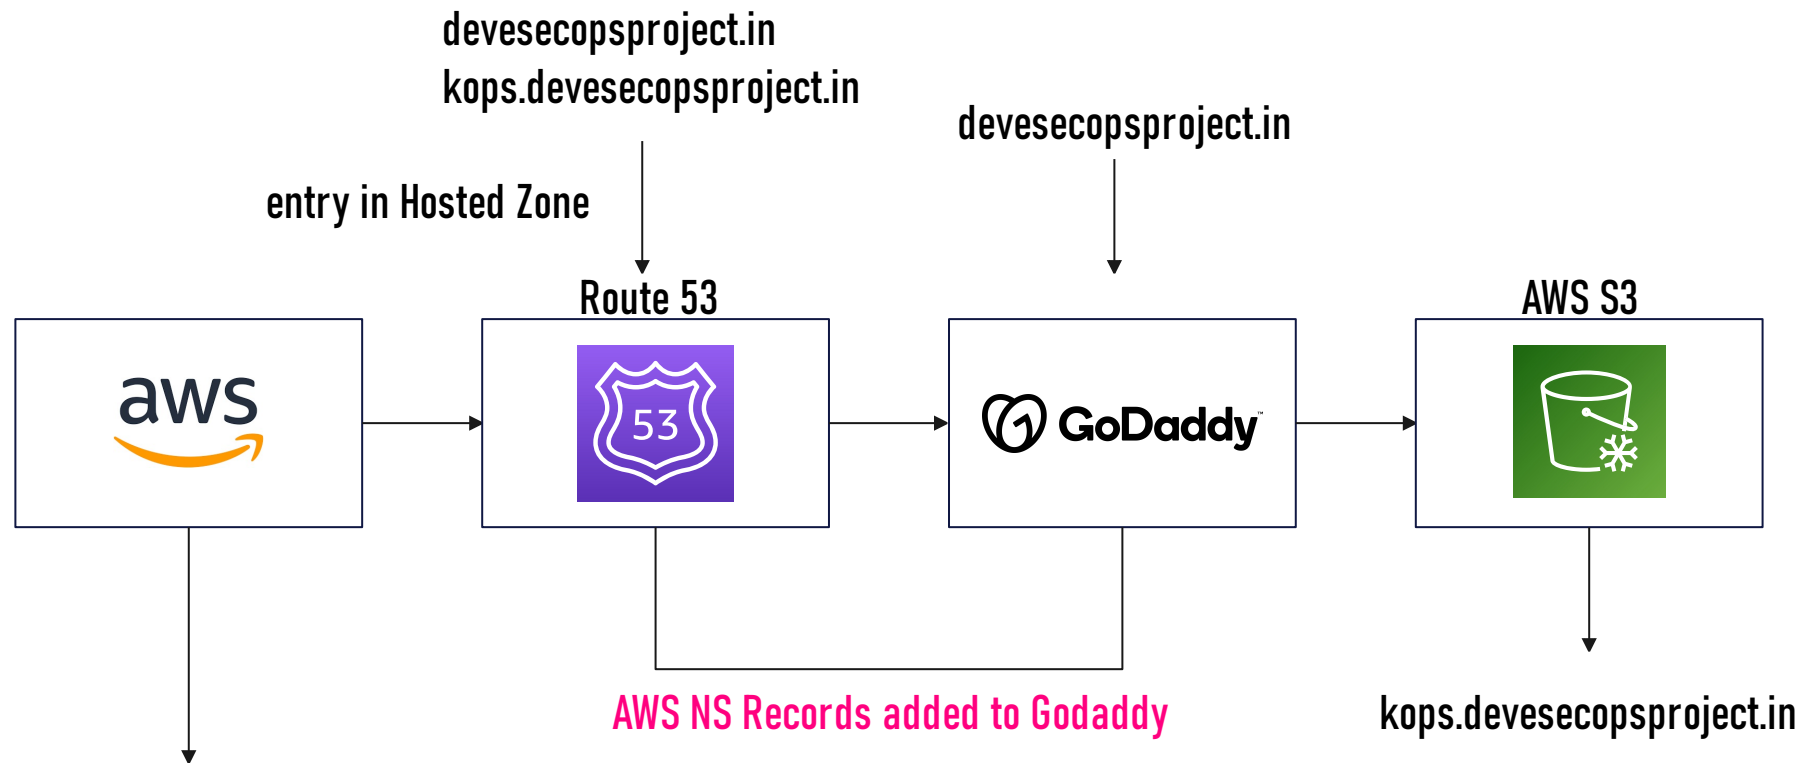 devesecopsproject.in
kops.devesecopsproject.in
devesecopsproject.in
entry in Hosted Zone
Route 53
AWS S3
aws
53
GoDaddy™
AWS NS Records added to Godaddy
kops.devesecopsproject.in